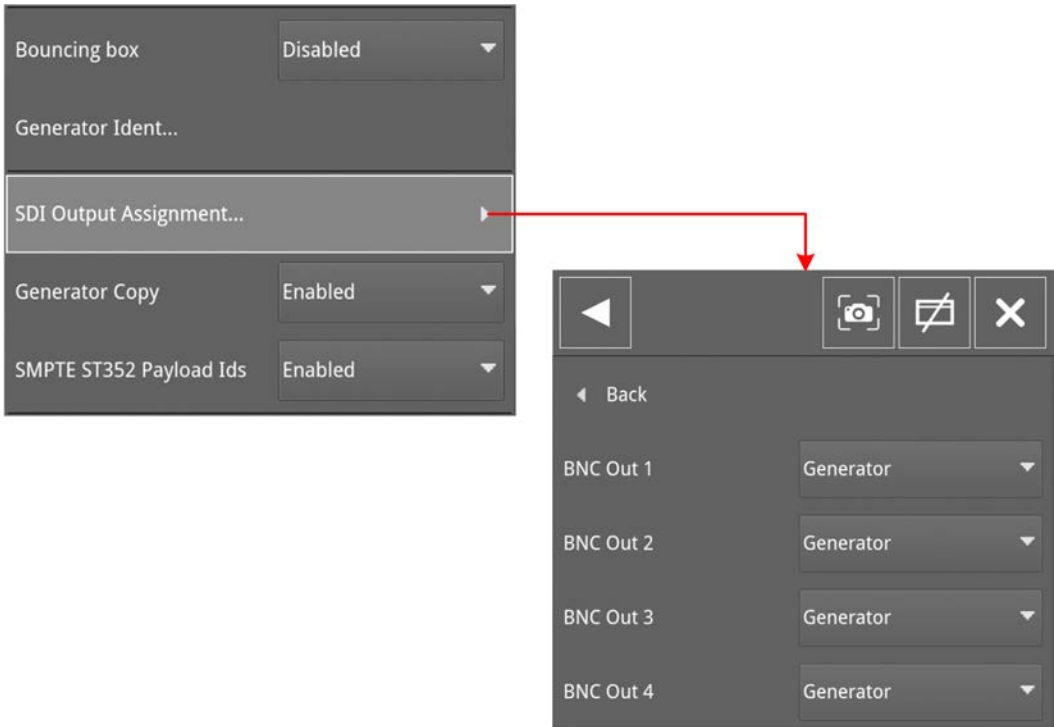 Bouncing box Disabled
Generator Ident...
SDI Output Assignment...
Generator Copy Enabled
SMPTE ST352 Payload Ids Enabled
Back
BNC Out 1 Generator
BNC Out 2 Generator
BNC Out 3 Generator
BNC Out 4 Generator